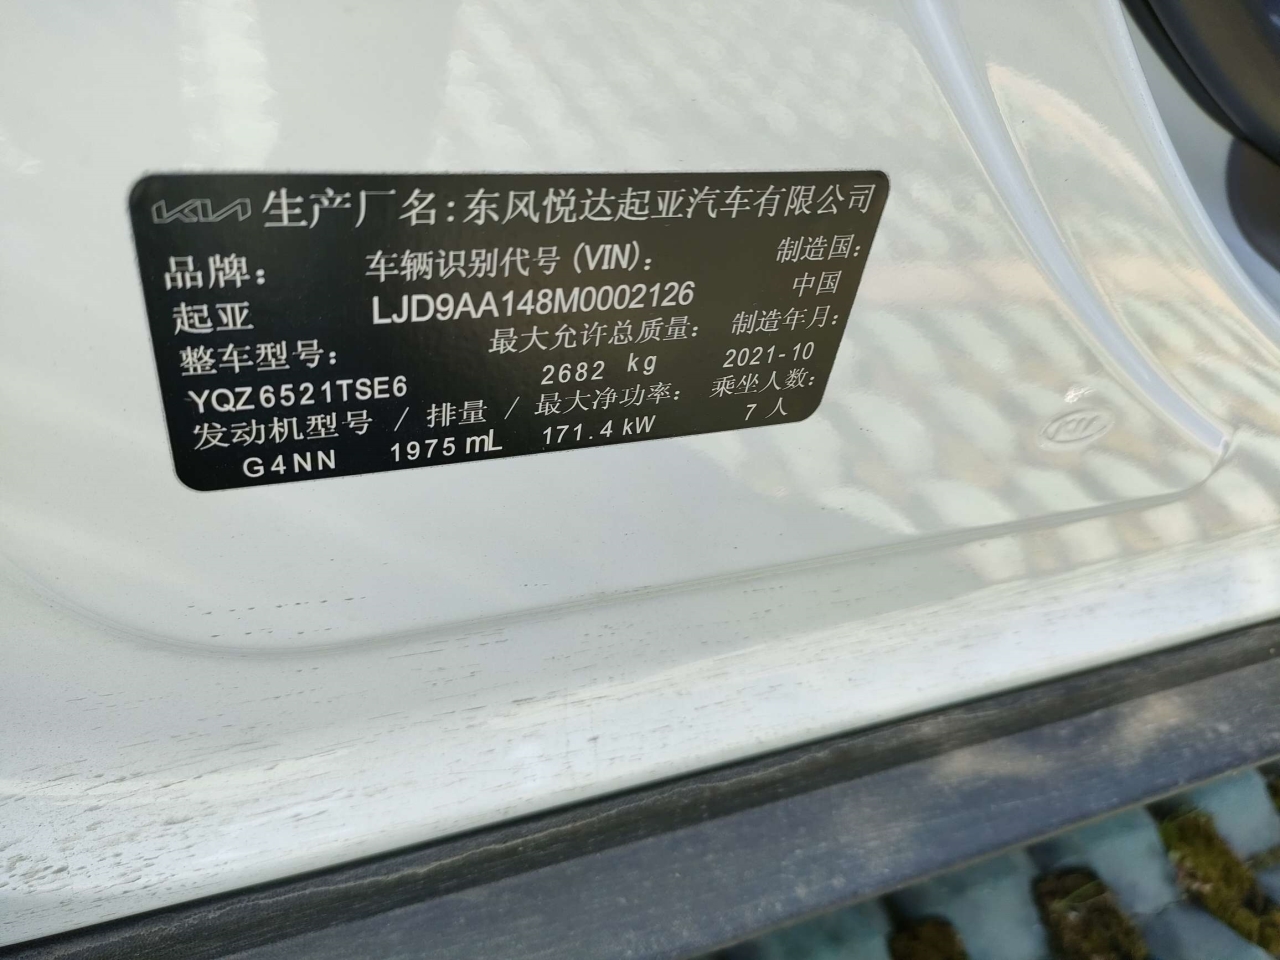 KIA 生产厂名:东风悦达起亚汽车有限公司
品牌: 车辆识别代号(VIN): 制造国:
起亚 LJD9AA148M0002126 中国
整车型号: 最大允许总质量: 制造年月:
YQZ6521TSE6 2682 kg 2021-10
发动机型号 / 排量 / 最大净功率: 乘坐人数:
G4NN 1975 mL 171.4 kW 7 人